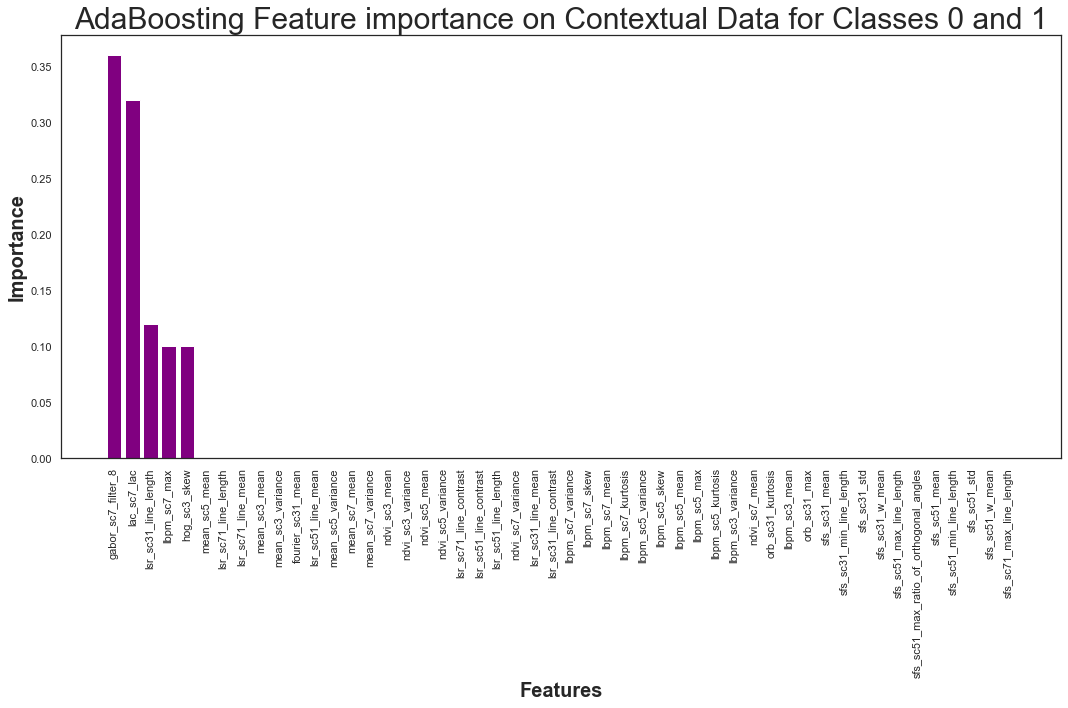 AdaBoosting Feature importance on Contextual Data for Classes 0 and 1
Importance
0.35
0.30
0.25
0.20
0.15
0.10
0.05
0.00
gabor_sc7_filter_8
lac_sc7_lac
lsr_sc31_line_length
lbpm_sc7_max
hog_sc3_skew
mean_sc5_mean
lsr_sc71_line_length
lsr_sc71_line_mean
mean_sc3_mean
mean_sc3_variance
fourier_sc31_mean
lsr_sc51_line_mean
mean_sc5_variance
mean_sc7_mean
mean_sc7_variance
ndvi_sc3_mean
ndvi_sc3_variance
ndvi_sc5_mean
ndvi_sc5_variance
lsr_sc71_line_contrast
lsr_sc51_line_contrast
lsr_sc51_line_length
ndvi_sc7_variance
lsr_sc31_line_mean
lsr_sc31_line_contrast
lbpm_sc7_variance
lbpm_sc7_skew
lbpm_sc7_mean
lbpm_sc7_kurtosis
lbpm_sc5_variance
lbpm_sc5_skew
lbpm_sc5_mean
lbpm_sc5_max
lbpm_sc5_kurtosis
lbpm_sc3_variance
ndvi_sc7_mean
orb_sc31_kurtosis
lbpm_sc3_mean
orb_sc31_max
sfs_sc31_mean
sfs_sc31_min_line_length
sfs_sc31_std
sfs_sc31_w_mean
sfs_sc51_max_line_length
sfs_sc51_max_ratio_of_orthogonal_angles
sfs_sc51_mean
sfs_sc51_min_line_length
sfs_sc51_std
sfs_sc51_w_mean
sfs_sc71_max_line_length
Features